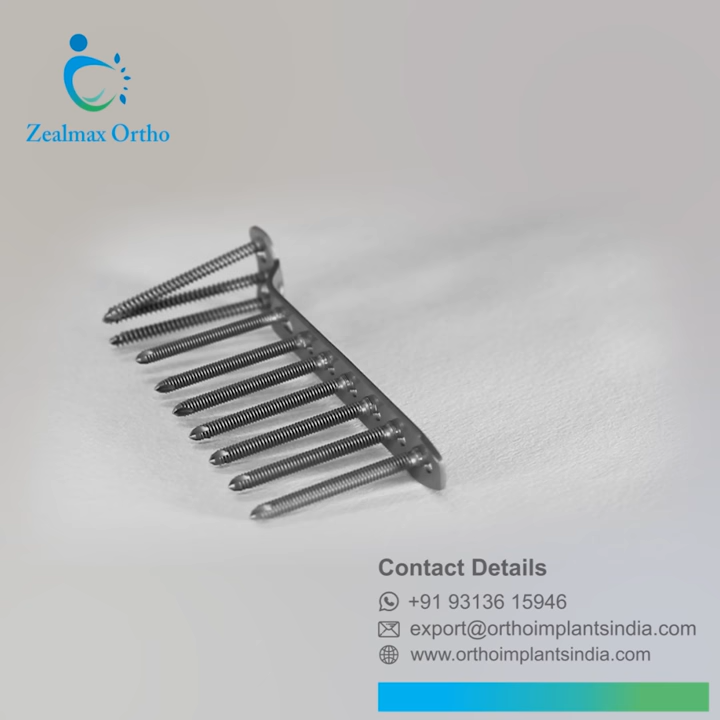 Zealmax Ortho
Contact Details
+91 93136 15946
export@orthoimplantsindia.com
www.orthoimplantsindia.com